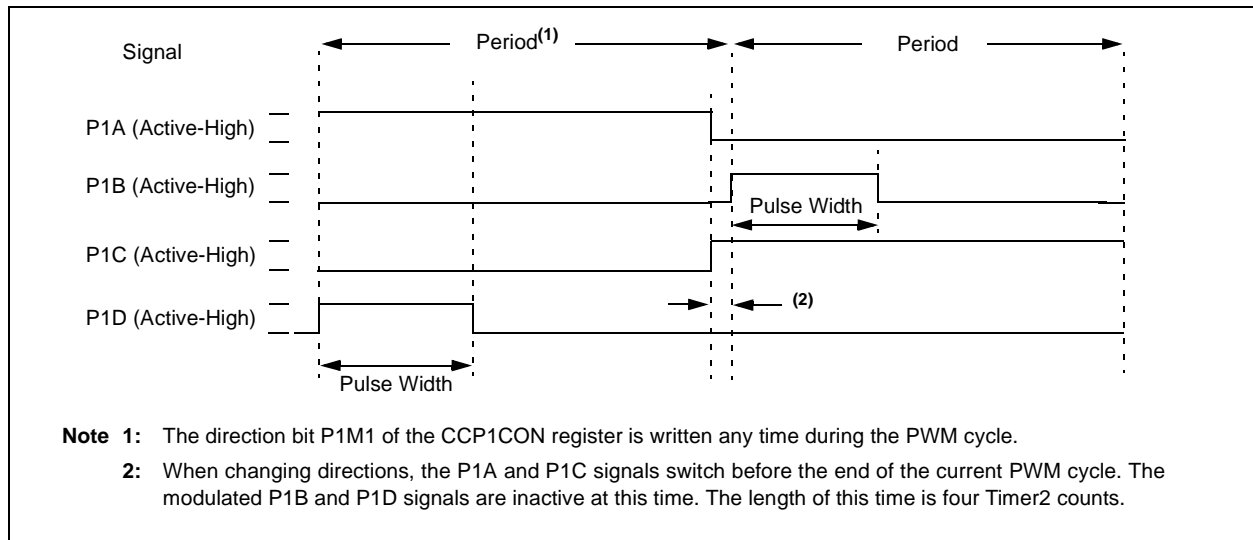 Signal
Period(1)
Period
P1A (Active-High)
P1B (Active-High)
Pulse Width
P1C (Active-High)
(2)
P1D (Active-High)
Pulse Width
Note 1: The direction bit P1M1 of the CCP1CON register is written any time during the PWM cycle.
2: When changing directions, the P1A and P1C signals switch before the end of the current PWM cycle. The
modulated P1B and P1D signals are inactive at this time. The length of this time is four Timer2 counts.